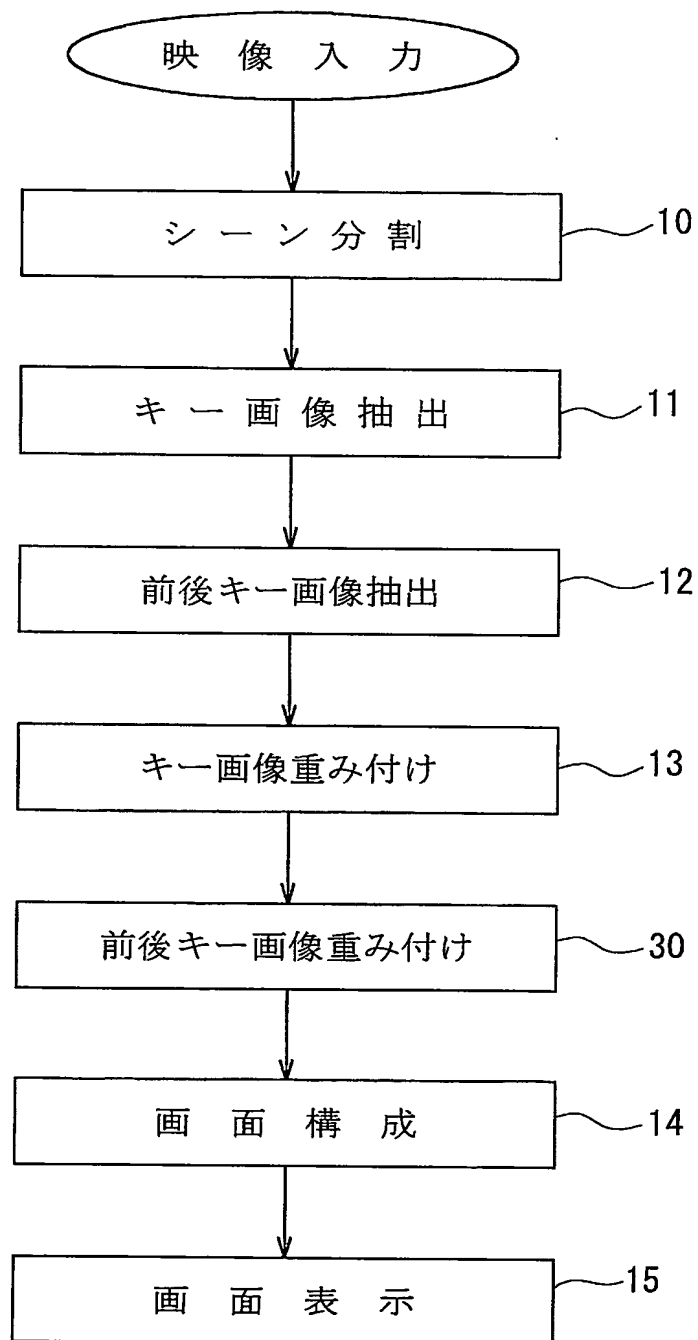 映像入力
シーン分割
10
キー画像抽出
11
前後キー画像抽出
12
キー画像重み付け
13
前後キー画像重み付け
30
画面構成
14
画面表示
15